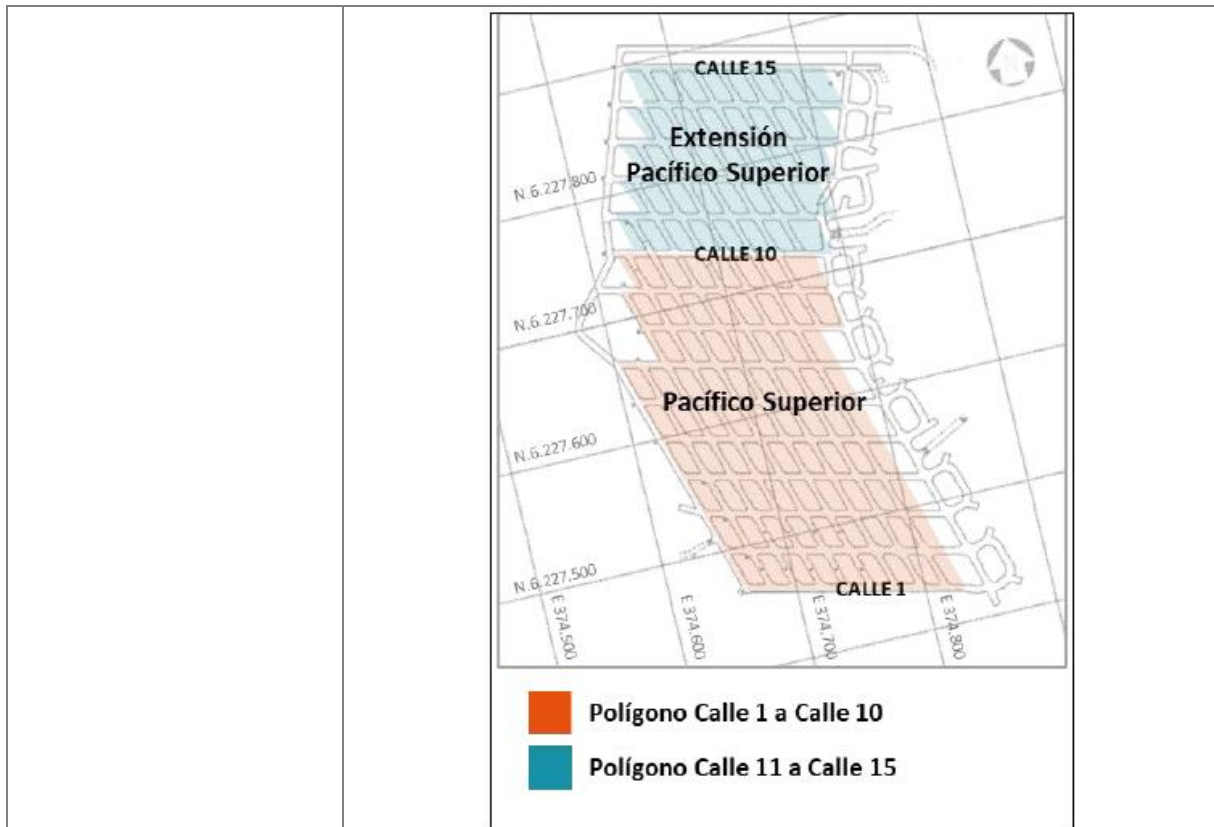 CALLE 15
Extensión
Pacífico Superior
N.6.227.800
CALLE 10
N.6.227.700
Pacífico Superior
N.6.227.600
N.6.227.500
CALLE 1
E 374.500
E 374.600
E 374.700
E 374.800
Polígono Calle 1 a Calle 10
Polígono Calle 11 a Calle 15